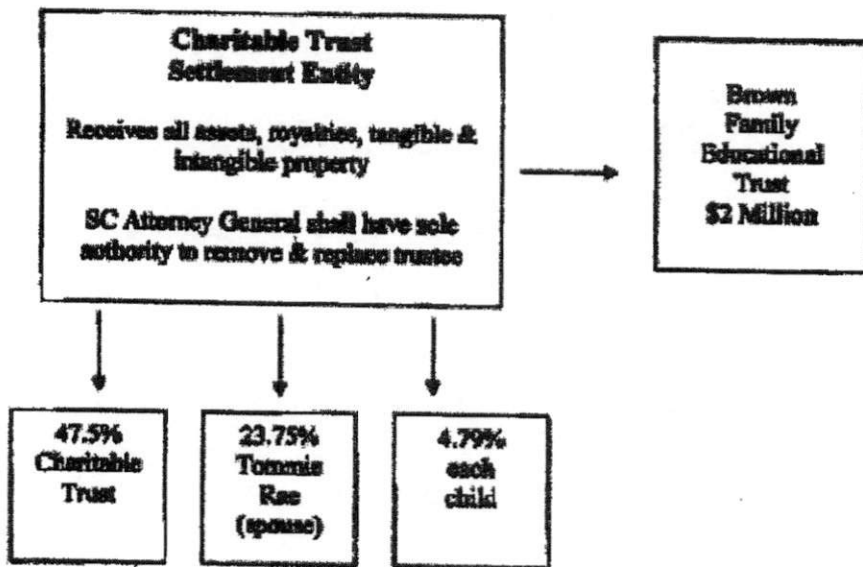 Charitable Trust
Settlement Entity
Receives all assets, royalties, tangible &
intangible property
SC Attorney General shall have sole
authority to remove & replace trustee
Brown
Family
Educational
Trust
$2 Million
47.5%
Charitable
Trust
23.75%
Tommie
Rae
(spouse)
4.79%
each
child